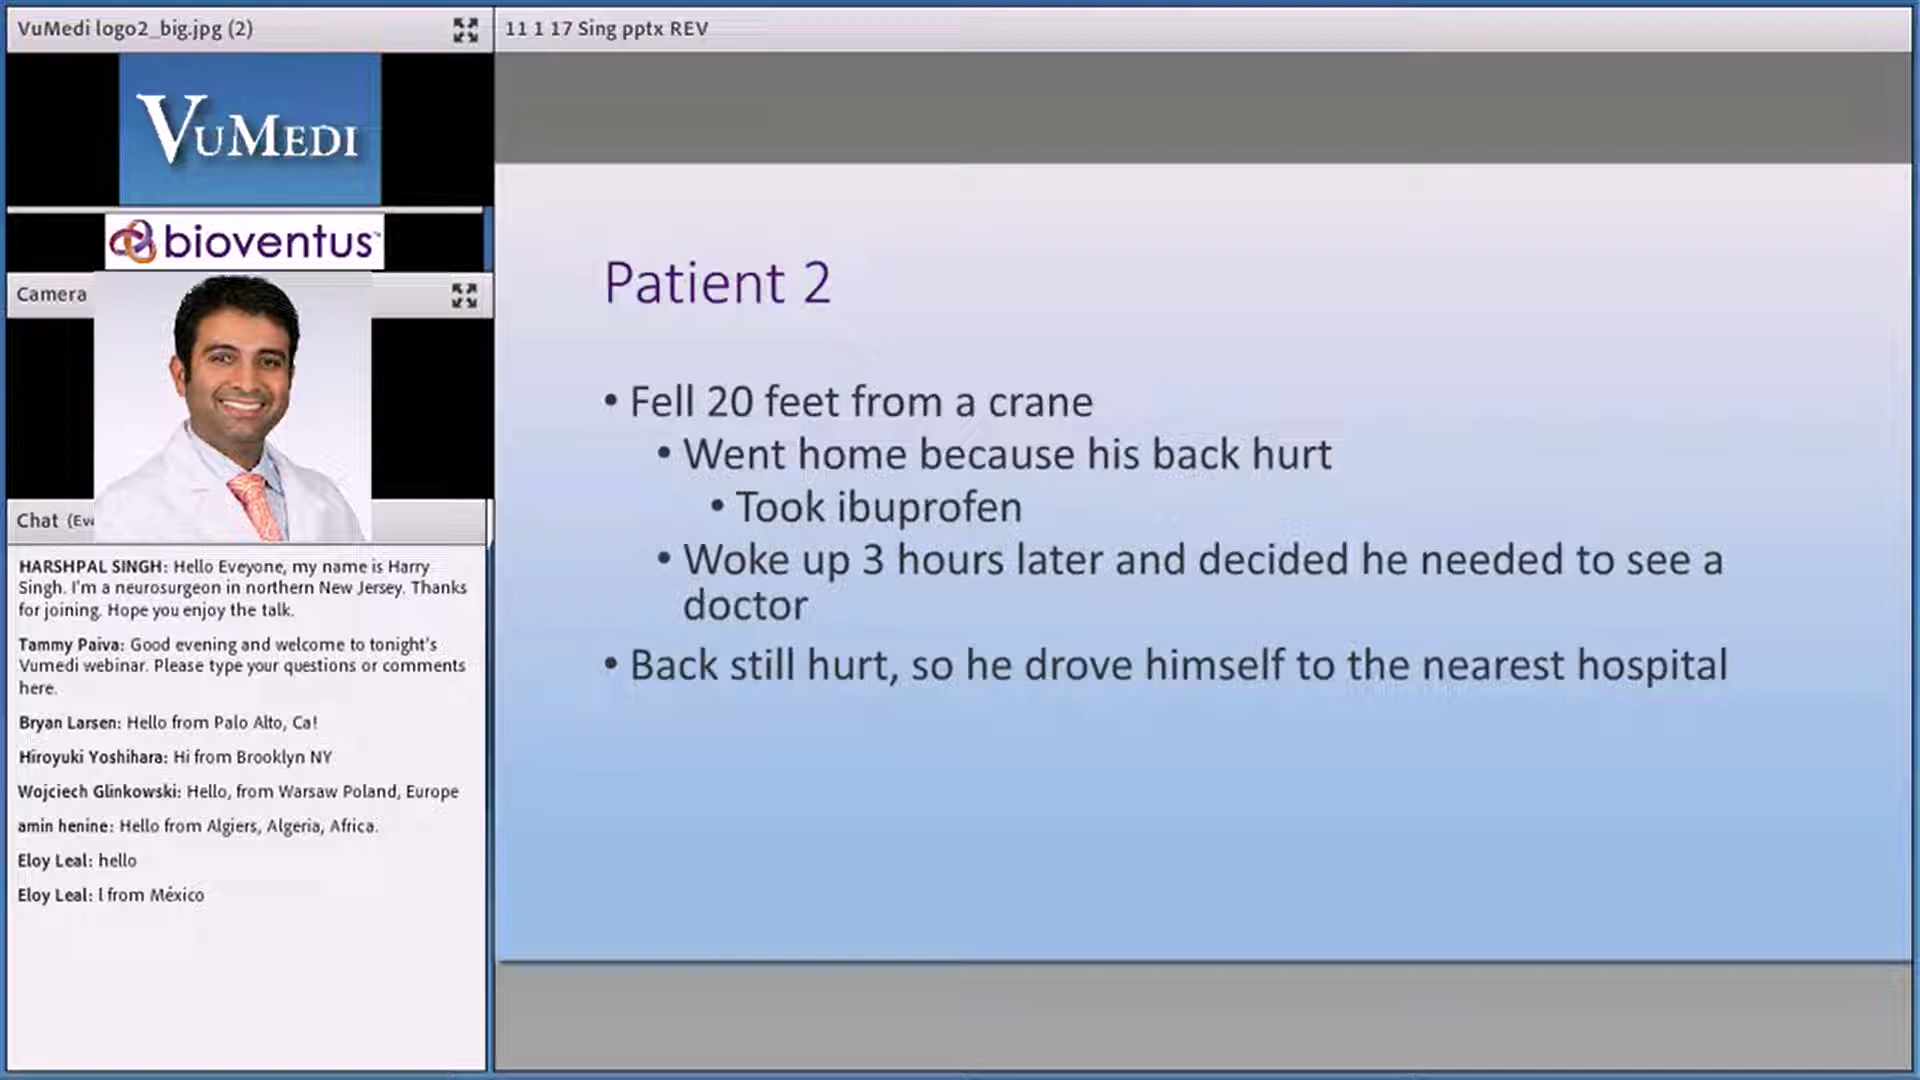 VuMedi logo2_big.jpg (2)
11 1 17 Sing pptx REV
VUMEDI
bioventus™
Camera
Chat (Eve
HARSHPAL SINGH: Hello Eveyone, my name is Harry
Singh. I'm a neurosurgeon in northern New Jersey. Thanks
for joining. Hope you enjoy the talk.
Tammy Paiva: Good evening and welcome to tonight's
Vumedi webinar. Please type your questions or comments
here.
Bryan Larsen: Hello from Palo Alto, Ca!
Hiroyuki Yoshihara: Hi from Brooklyn NY
Wojciech Glinkowski: Hello, from Warsaw Poland, Europe
amin henine: Hello from Algiers, Algeria, Africa.
Eloy Leal: hello
Eloy Leal: l from México
Patient 2
• Fell 20 feet from a crane
• Went home because his back hurt
• Took ibuprofen
• Woke up 3 hours later and decided he needed to see a
doctor
• Back still hurt, so he drove himself to the nearest hospital